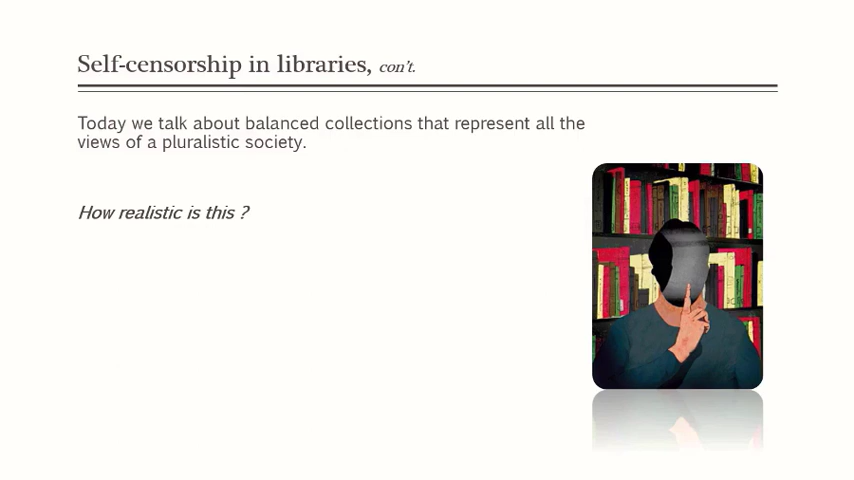 Self-censorship in libraries, con't.
Today we talk about balanced collections that represent all the
views of a pluralistic society.
How realistic is this ?